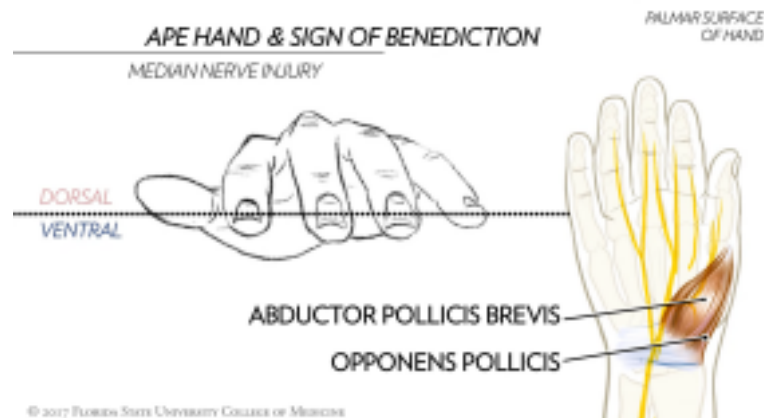 APE HAND & SIGN OF BENEDICTION
PALMAR SURFACE
OF HAND
MEDIAN NERVE INJURY
DORSAL
VENTRAL
ABDUCTOR POLLICIS BREVIS
OPPONENS POLLICIS
© 2017 Florida State University College of Medicine